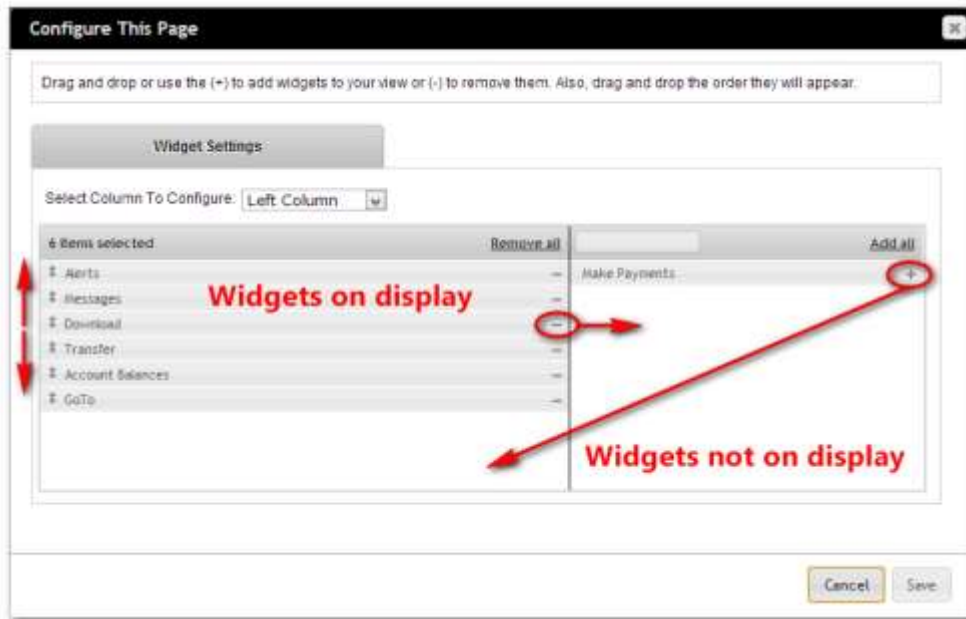 Configure This Page
Drag and drop or use the (+) to add widgets to your view or (-) to remove them. Also, drag and drop the order they will appear.
Widget Settings
Select Column To Configure: Left Column
6 items selected Remove all Add all
Alerts – Make Payments +
Messages –
Widgets on display
Download –
Transfer –
Account Balances –
GoTo –
Widgets not on display
Cancel Save